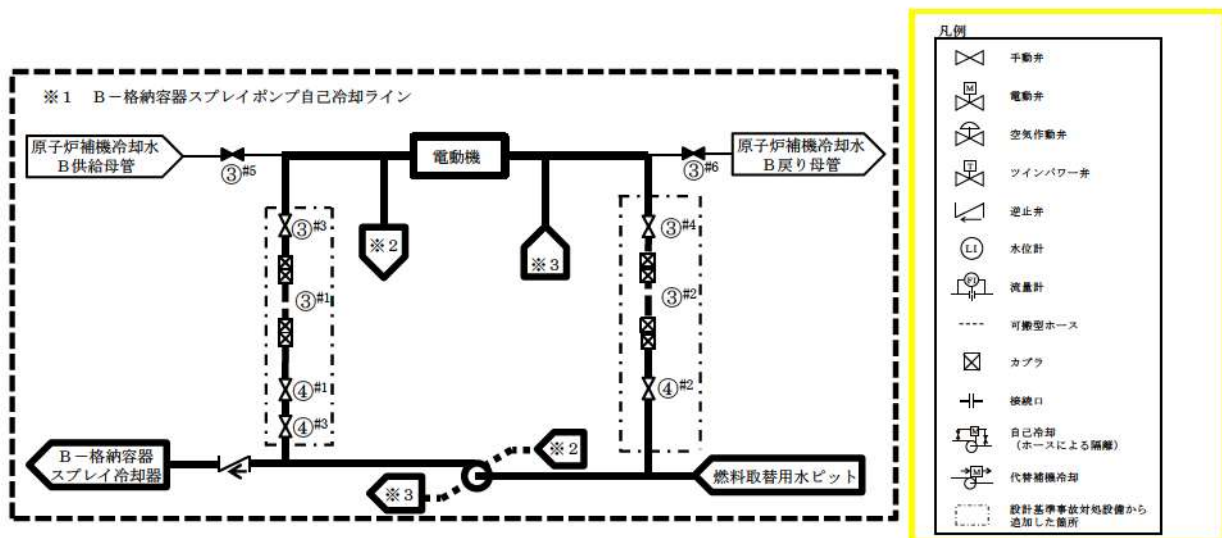 ※1 B－格納容器スプレイポンプ自己冷却ライン
原子炉補機冷却水
B供給母管
③#5
電動機
③#6
原子炉補機冷却水
B戻り母管
③#3
※2
※3
③#4
③#1
③#2
④#1
④#2
④#3
B－格納容器
スプレイ冷却器
※2
※3
燃料取替用水ピット
凡例
手動弁
M
電動弁
空気作動弁
T
ツインパワー弁
逆止弁
LI
水位計
FI
流量計
可搬型ホース
カプラ
接続口
M
自己冷却
（ホースによる隔離）
M
代替補機冷却
設計基準事故対処設備から
追加した箇所